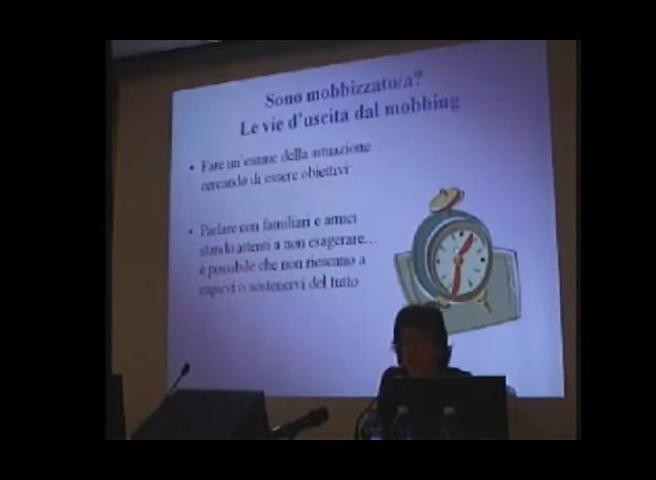 Sono mobbizzato/a?
Le vie d'uscita dal mobbing
• Fare un'esame della situazione
cercando di essere obiettivi
• Parlare con familiari e amici
stando attenti a non esagerare…
è possibile che non riescano a
capirvi o sostenervi del tutto